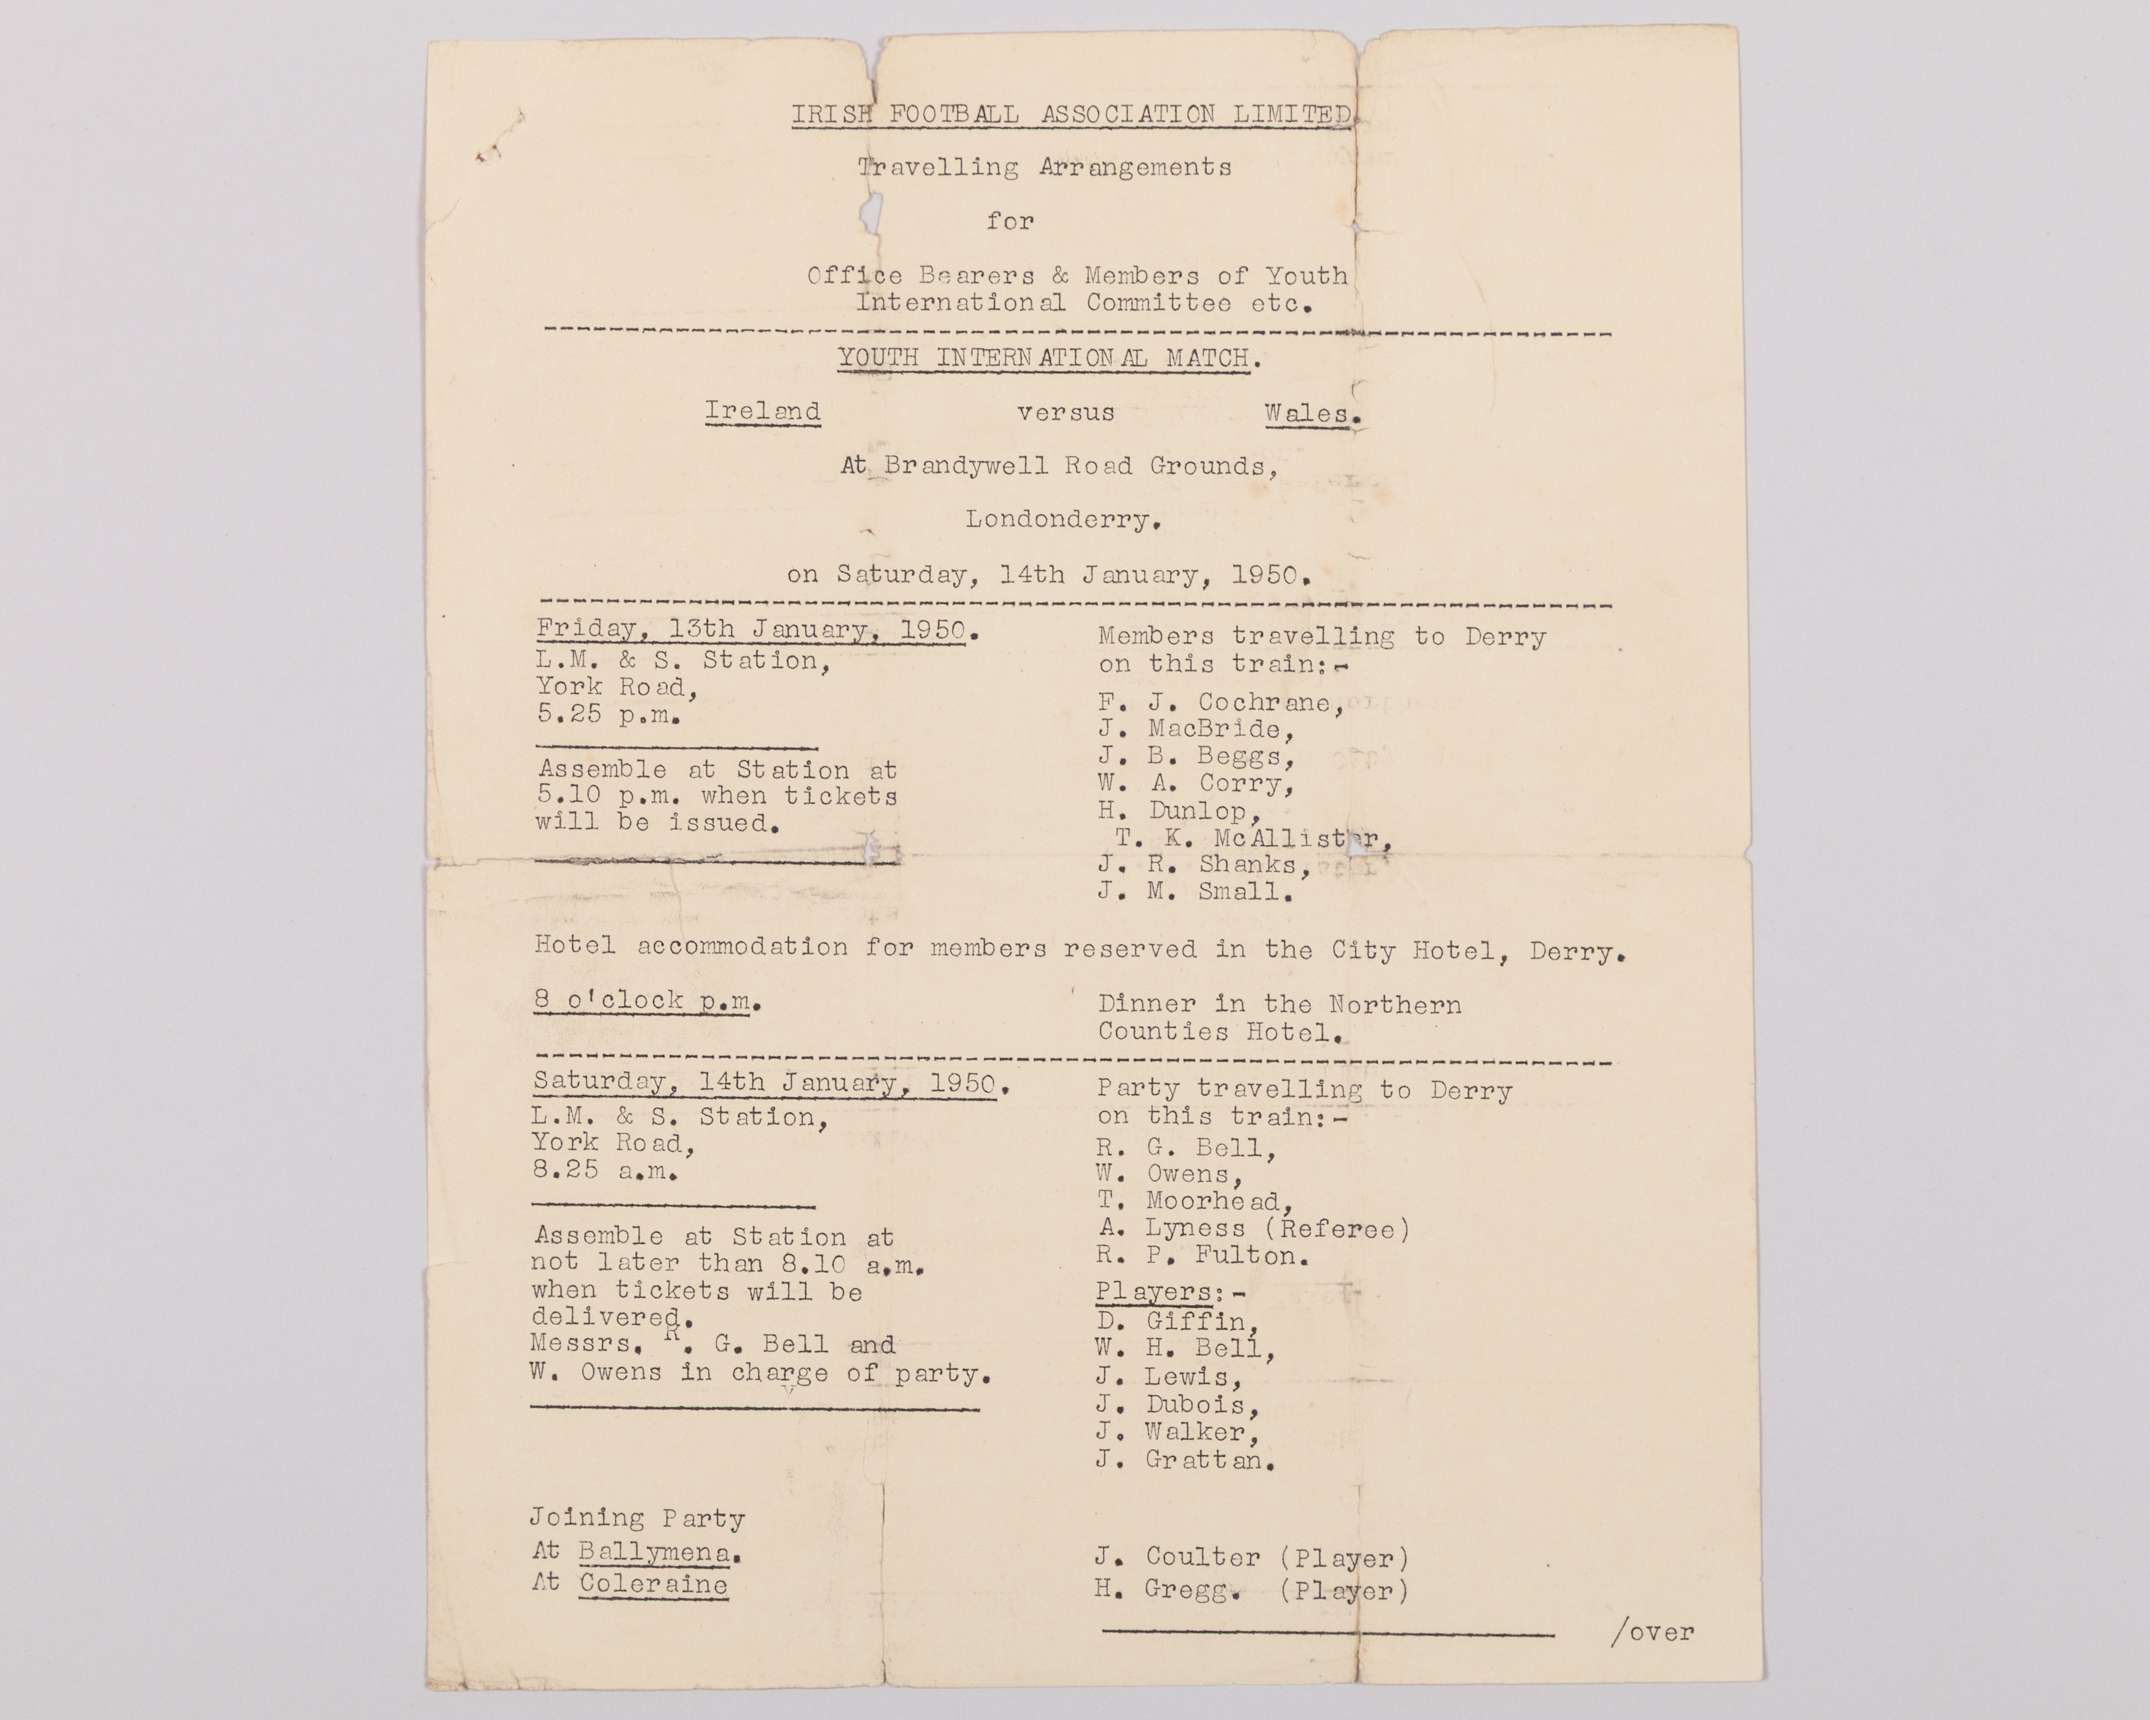 IRISH FOOTBALL ASSOCIATION LIMITED
Travelling Arrangements
for
Office Bearers & Members of Youth
International Committee etc.
YOUTH INTERNATIONAL MATCH.
Ireland versus Wales.
At Brandywell Road Grounds,
Londonderry.
on Saturday, 14th January, 1950.
Friday, 13th January, 1950.
L.M. & S. Station,
York Road,
5.25 p.m.
Assemble at Station at
5.10 p.m. when tickets
will be issued.
Members travelling to Derry
on this train:-
F. J. Cochrane,
J. MacBride,
J. B. Beggs,
W. A. Corry,
H. Dunlop,
T. K. McAllister,
J. R. Shanks,
J. M. Small.
Hotel accommodation for members reserved in the City Hotel, Derry.
8 o'clock p.m. Dinner in the Northern
Counties Hotel.
Saturday, 14th January, 1950.
L.M. & S. Station,
York Road,
8.25 a.m.
Assemble at Station at
not later than 8.10 a.m.
when tickets will be
delivered.
Messrs. R. G. Bell and
W. Owens in charge of party.
Party travelling to Derry
on this train:-
R. G. Bell,
W. Owens,
T. Moorhead,
A. Lyness (Referee)
R. P. Fulton.
Players:-
D. Giffin,
W. H. Bell,
J. Lewis,
J. Dubois,
J. Walker,
J. Grattan.
Joining Party
At Ballymena. J. Coulter (Player)
At Coleraine H. Gregg. (Player)
/over